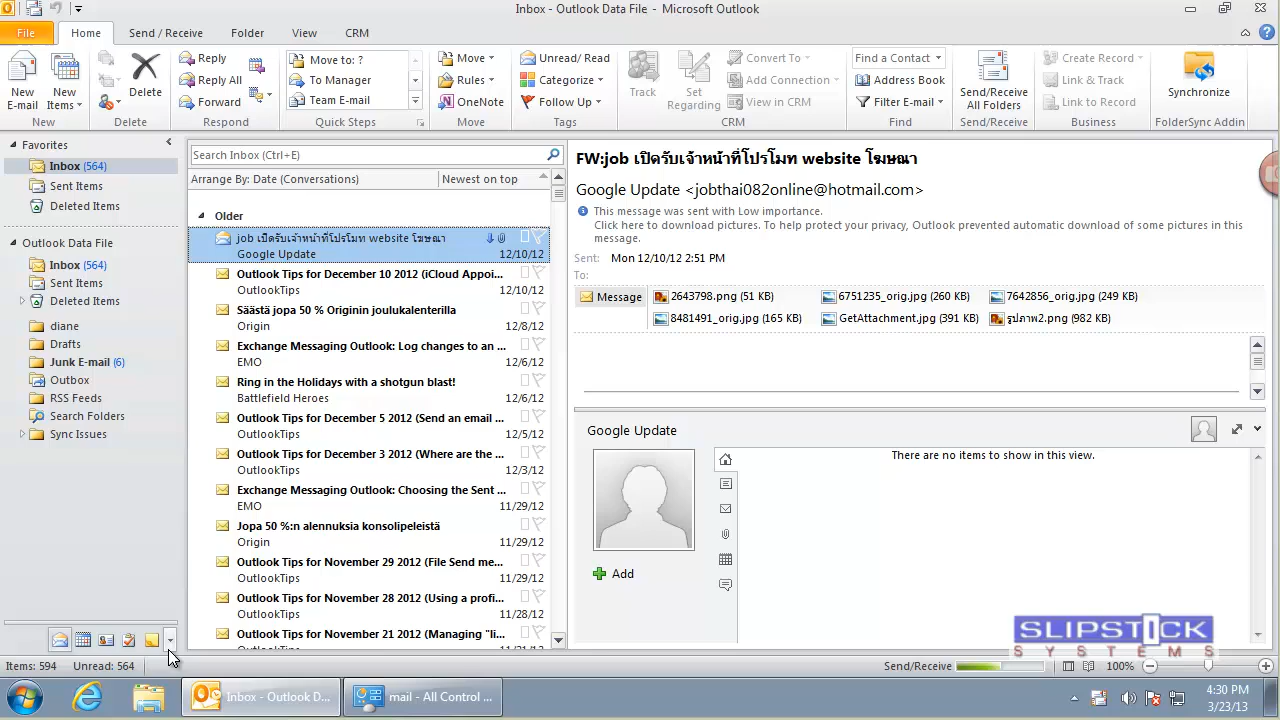 Inbox - Outlook Data File - Microsoft Outlook
File Home Send / Receive Folder View CRM
New E-mail
New Items
New
Delete
Delete
Reply
Reply All
Forward
Respond
Move to: ?
To Manager
Team E-mail
Quick Steps
Move
Rules
OneNote
Move
Unread/ Read
Categorize
Follow Up
Tags
Track
Set Regarding
Convert To
Add Connection
View in CRM
CRM
Find a Contact
Address Book
Filter E-mail
Find
Send/Receive All Folders
Send/Receive
Create Record
Link & Track
Link to Record
Business
Synchronize
FolderSync Addin
Favorites
Inbox (564)
Sent Items
Deleted Items
Outlook Data File
Inbox (564)
Sent Items
Deleted Items
diane
Drafts
Junk E-mail (6)
Outbox
RSS Feeds
Search Folders
Sync Issues
Search Inbox (Ctrl+E)
Arrange By: Date (Conversations) Newest on top
Older
job เปิดรับเจ้าหน้าที่โปรโมท website โฆษณา
Google Update 12/10/12
Outlook Tips for December 10 2012 (iCloud Appoi...
OutlookTips 12/10/12
Säästä jopa 50 % Originin joulukalenterilla
Origin 12/8/12
Exchange Messaging Outlook: Log changes to an ...
EMO 12/6/12
Ring in the Holidays with a shotgun blast!
Battlefield Heroes 12/6/12
Outlook Tips for December 5 2012 (Send an email ...
OutlookTips 12/5/12
Outlook Tips for December 3 2012 (Where are the ...
OutlookTips 12/3/12
Exchange Messaging Outlook: Choosing the Sent ...
EMO 11/29/12
Jopa 50 %:n alennuksia konsolipeleistä
Origin 11/29/12
Outlook Tips for November 29 2012 (File Send me...
OutlookTips 11/29/12
Outlook Tips for November 28 2012 (Using a profi...
OutlookTips 11/28/12
Outlook Tips for November 21 2012 (Managing "li...
FW:job เปิดรับเจ้าหน้าที่โปรโมท website โฆษณา
Google Update <jobthai082online@hotmail.com>
This message was sent with Low importance.
Click here to download pictures. To help protect your privacy, Outlook prevented automatic download of some pictures in this
message.
Sent: Mon 12/10/12 2:51 PM
To:
Message 2643798.png (51 KB) 6751235_orig.jpg (260 KB) 7642856_orig.jpg (249 KB)
8481491_orig.jpg (165 KB) GetAttachment.jpg (391 KB) รูปภาพ2.png (982 KB)
Google Update
There are no items to show in this view.
Add
SLIPSTICK
SYSTEMS
Items: 594 Unread: 564 Send/Receive 100%
Inbox - Outlook D... mail - All Control ... 4:30 PM
3/23/13